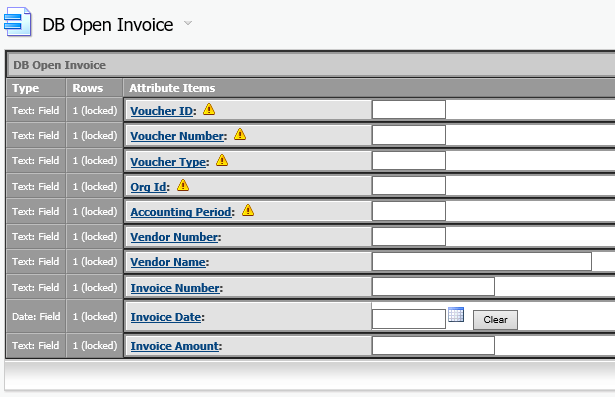 DB Open Invoice
DB Open Invoice
Type Rows Attribute Items
Text: Field 1 (locked) Voucher ID:
Text: Field 1 (locked) Voucher Number:
Text: Field 1 (locked) Voucher Type:
Text: Field 1 (locked) Org Id:
Text: Field 1 (locked) Accounting Period:
Text: Field 1 (locked) Vendor Number:
Text: Field 1 (locked) Vendor Name:
Text: Field 1 (locked) Invoice Number:
Date: Field 1 (locked) Invoice Date: Clear
Text: Field 1 (locked) Invoice Amount: